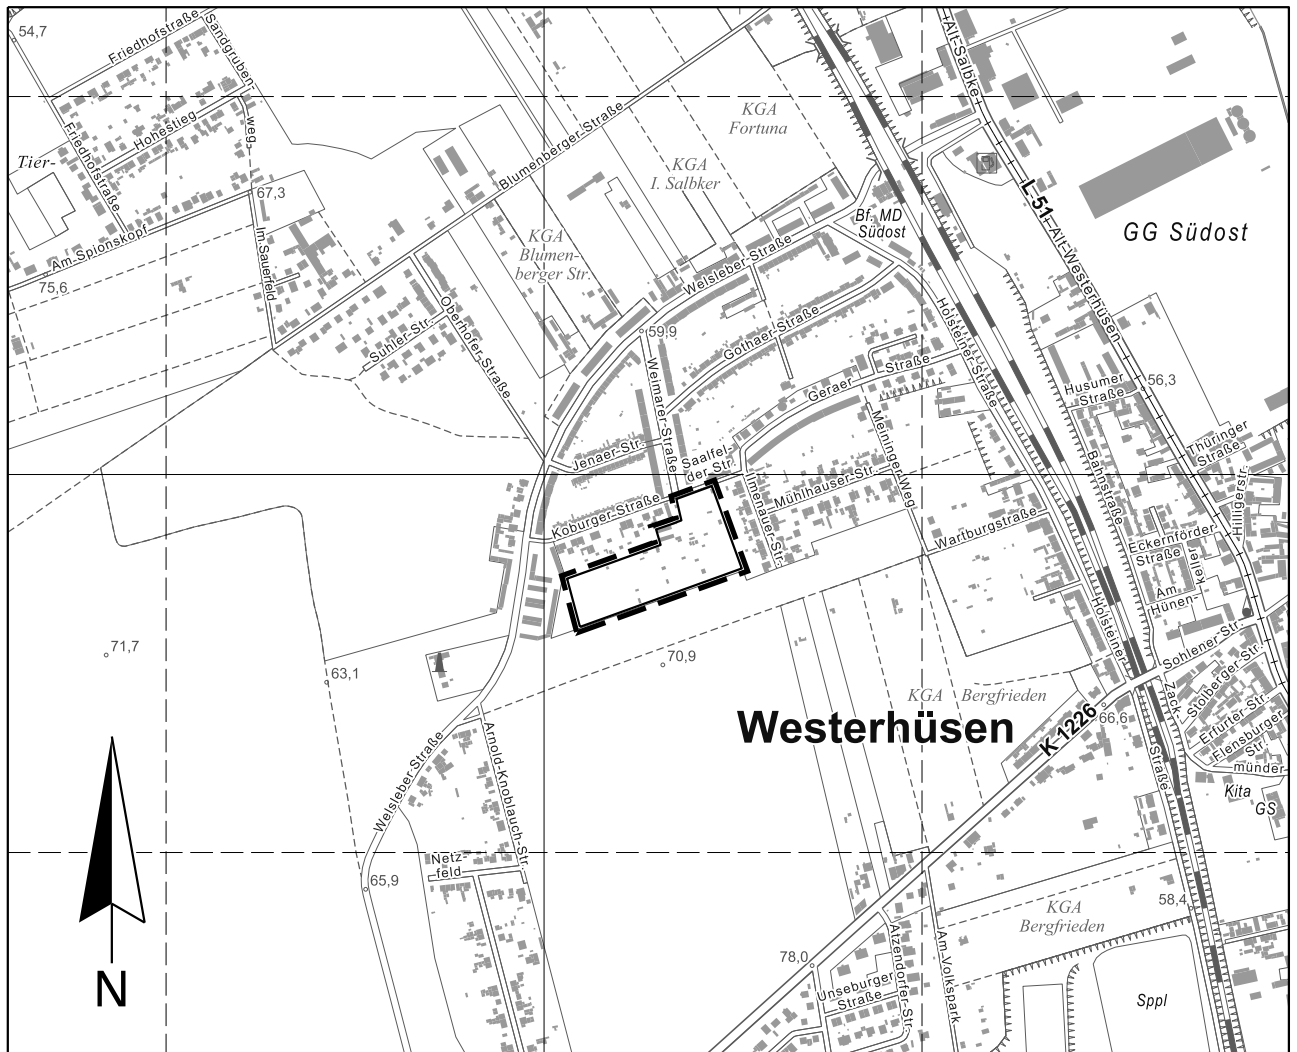 54,7
Friedhofstraße
Sandgruben
weg
Hohestieg
Friedhofstraße
Tier-
67,3
Am-Spionskopf
Im-Sauerfeld
75,6
Blumenberger-Straße
KGA
Fortuna
KGA
I. Salbker
KGA
Blumen-
berger Str.
Alt-Salbke
L 51
Alt-Westerhüsen
GG Südost
Bf. MD
Südost
Welsleber-Straße
59,9
Gothaer-Straße
Suhler-Str.
Oberhofer-Straße
Weimarer-Straße
Holsteiner-Straße
Geraer
Straße
Husumer
Straße
56,3
Thüringer
Straße
Hilligerstr.
Jenaer-Str.
Saalfel-
der Str.
Meininger-Weg
Mühlhauser-Str.
Ilmenauer-Str.
Koburger-Straße
Wartburgstraße
Bahnstraße
Eckernförder-
Straße
Keller
Am
Hünen-
Holsteiner
Straße
Sohlener-Str.
Stolberger-Str.
Erfurter-Str.
Flensburger
Str.
Zack-
münder
Kita
GS
71,7
63,1
70,9
KGA Bergfrieden
Westerhüsen
K 1226
66,6
Welsleber-Straße
Arnold-Knoblauch-Str.
Netz-
feld
65,9
KGA
Bergfrieden
58,4
78,0
Atzendorfer-Str.
Am-Volkspark
Unseburger
Straße
Sppl
N